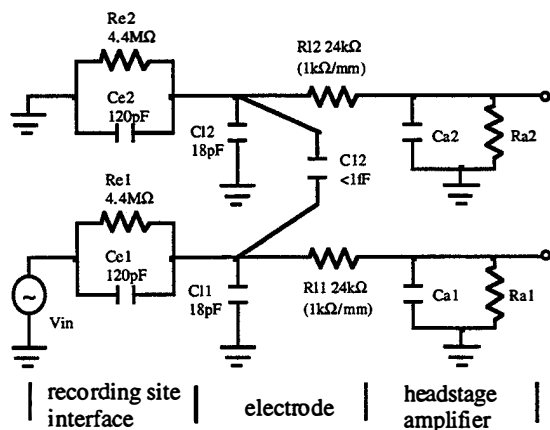 Re2
4.4MΩ
Ce2
120pF
Rl2 24kΩ
(1kΩ/mm)
Cl2
18pF
C12
<1fF
Ca2
Ra2
Re1
4.4MΩ
Ce1
120pF
~
Vin
Cl1
18pF
Rl1 24kΩ
(1kΩ/mm)
Ca1
Ra1
recording site
interface
electrode
headstage
amplifier